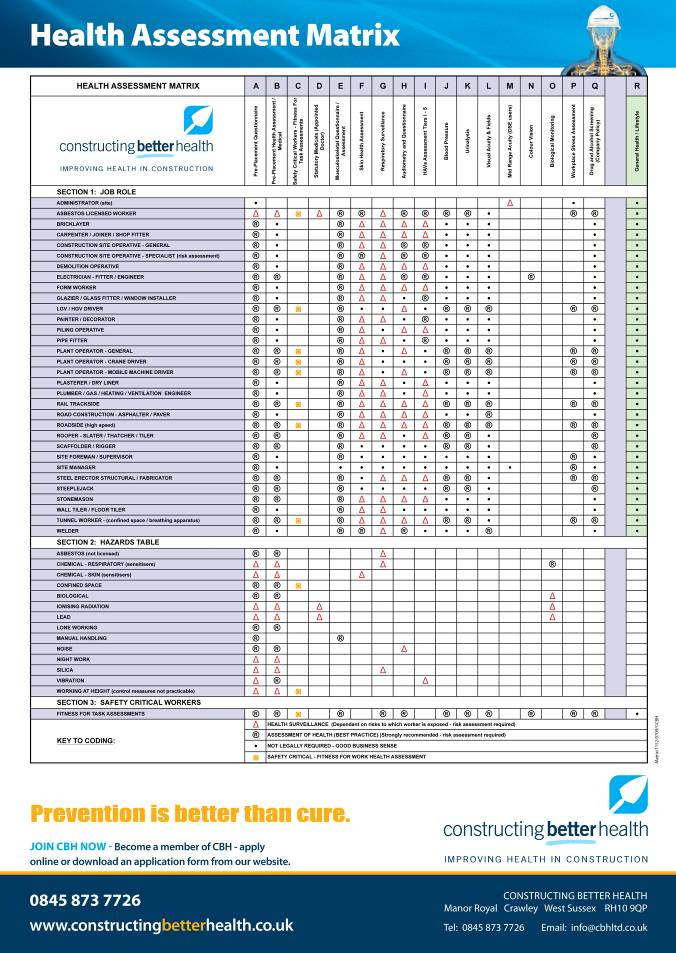 Health Assessment Matrix
HEALTH ASSESSMENT MATRIX A B C D E F G H I J K L M N O P Q R
constructingbetterhealth
IMPROVING HEALTH IN CONSTRUCTION
Pre-Placement Questionnaire
Pre-Placement Health Assessment / Medical
Safety Critical Workers - Fitness For Task Assessments
Statutory Medicals (Appointed Doctor)
Musculoskeletal Questionnaire / Assessment
Skin Health Assessment
Respiratory Surveillance
Audiometry and Questionnaire
HAVs Assessment Tiers I - 5
Blood Pressure
Urinalysis
Visual Acuity & Fields
Mid Range Acuity (DSE users)
Colour Vision
Biological Monitoring
Workplace Stress Assessment
Drug and Alcohol Screening (Company Policy)
General Health / Lifestyle
SECTION 1: JOB ROLE
ADMINISTRATOR (site)
ASBESTOS LICENSED WORKER
BRICKLAYER
CARPENTER / JOINER / SHOP FITTER
CONSTRUCTION SITE OPERATIVE - GENERAL
CONSTRUCTION SITE OPERATIVE - SPECIALIST (risk assessment)
DEMOLITION OPERATIVE
ELECTRICIAN - FITTER / ENGINEER
FORM WORKER
GLAZIER / GLASS FITTER / WINDOW INSTALLER
LGV / HGV DRIVER
PAINTER / DECORATOR
PILING OPERATIVE
PIPE FITTER
PLANT OPERATOR - GENERAL
PLANT OPERATOR - CRANE DRIVER
PLANT OPERATOR - MOBILE MACHINE DRIVER
PLASTERER / DRY LINER
PLUMBER / GAS / HEATING / VENTILATION ENGINEER
RAIL TRACKSIDE
ROAD CONSTRUCTION - ASPHALTER / PAVER
ROADSIDE (high speed)
ROOFER - SLATER / THATCHER / TILER
SCAFFOLDER / RIGGER
SITE FOREMAN / SUPERVISOR
SITE MANAGER
STEEL ERECTOR STRUCTURAL / FABRICATOR
STEEPLEJACK
STONEMASON
WALL TILER / FLOOR TILER
TUNNEL WORKER - (confined space / breathing apparatus)
WELDER
SECTION 2: HAZARDS TABLE
ASBESTOS (not licensed)
CHEMICAL - RESPIRATORY (sensitisers)
CHEMICAL - SKIN (sensitisers)
CONFINED SPACE
BIOLOGICAL
IONISING RADIATION
LEAD
LONE WORKING
MANUAL HANDLING
NOISE
NIGHT WORK
SILICA
VIBRATION
WORKING AT HEIGHT (control measures not practicable)
SECTION 3: SAFETY CRITICAL WORKERS
FITNESS FOR TASK ASSESSMENTS
KEY TO CODING:
HEALTH SURVEILLANCE (Dependant on risks to which worker is exposed - risk assessment required)
ASSESSMENT OF HEALTH (BEST PRACTICE) (Strongly recommended - risk assessment required)
NOT LEGALLY REQUIRED - GOOD BUSINESS SENSE
SAFETY CRITICAL - FITNESS FOR WORK HEALTH ASSESSMENT
Prevention is better than cure.
JOIN CBH NOW - Become a member of CBH - apply
online or download an application form from our website.
constructingbetterhealth
IMPROVING HEALTH IN CONSTRUCTION
0845 873 7726
www.constructingbetterhealth.co.uk
CONSTRUCTING BETTER HEALTH
Manor Royal Crawley West Sussex RH10 9QP
Tel: 0845 873 7726 Email: info@cbhltd.co.uk